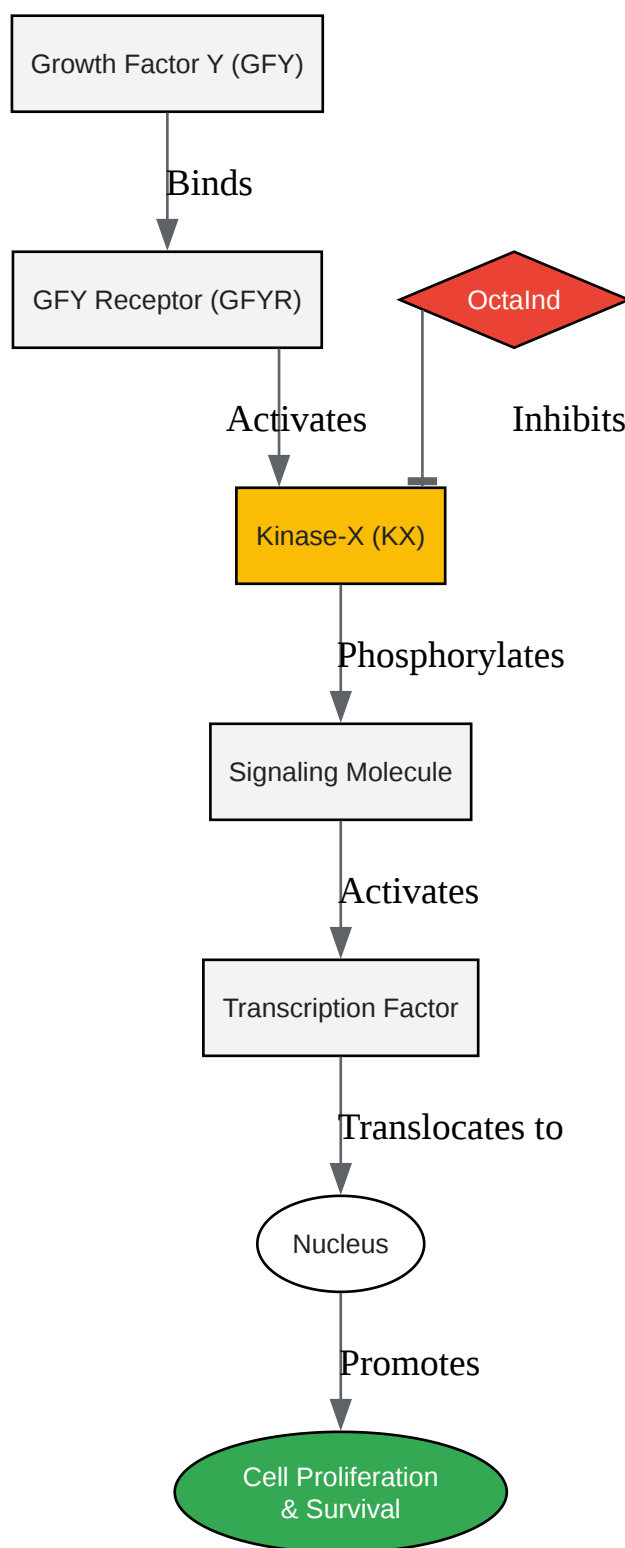 Growth Factor Y (GFY)
Binds
GFY Receptor (GFYR)
OctaInd
Activates
Inhibits
Kinase-X (KX)
Phosphorylates
Signaling Molecule
Activates
Transcription Factor
Translocates to
Nucleus
Promotes
Cell Proliferation
& Survival